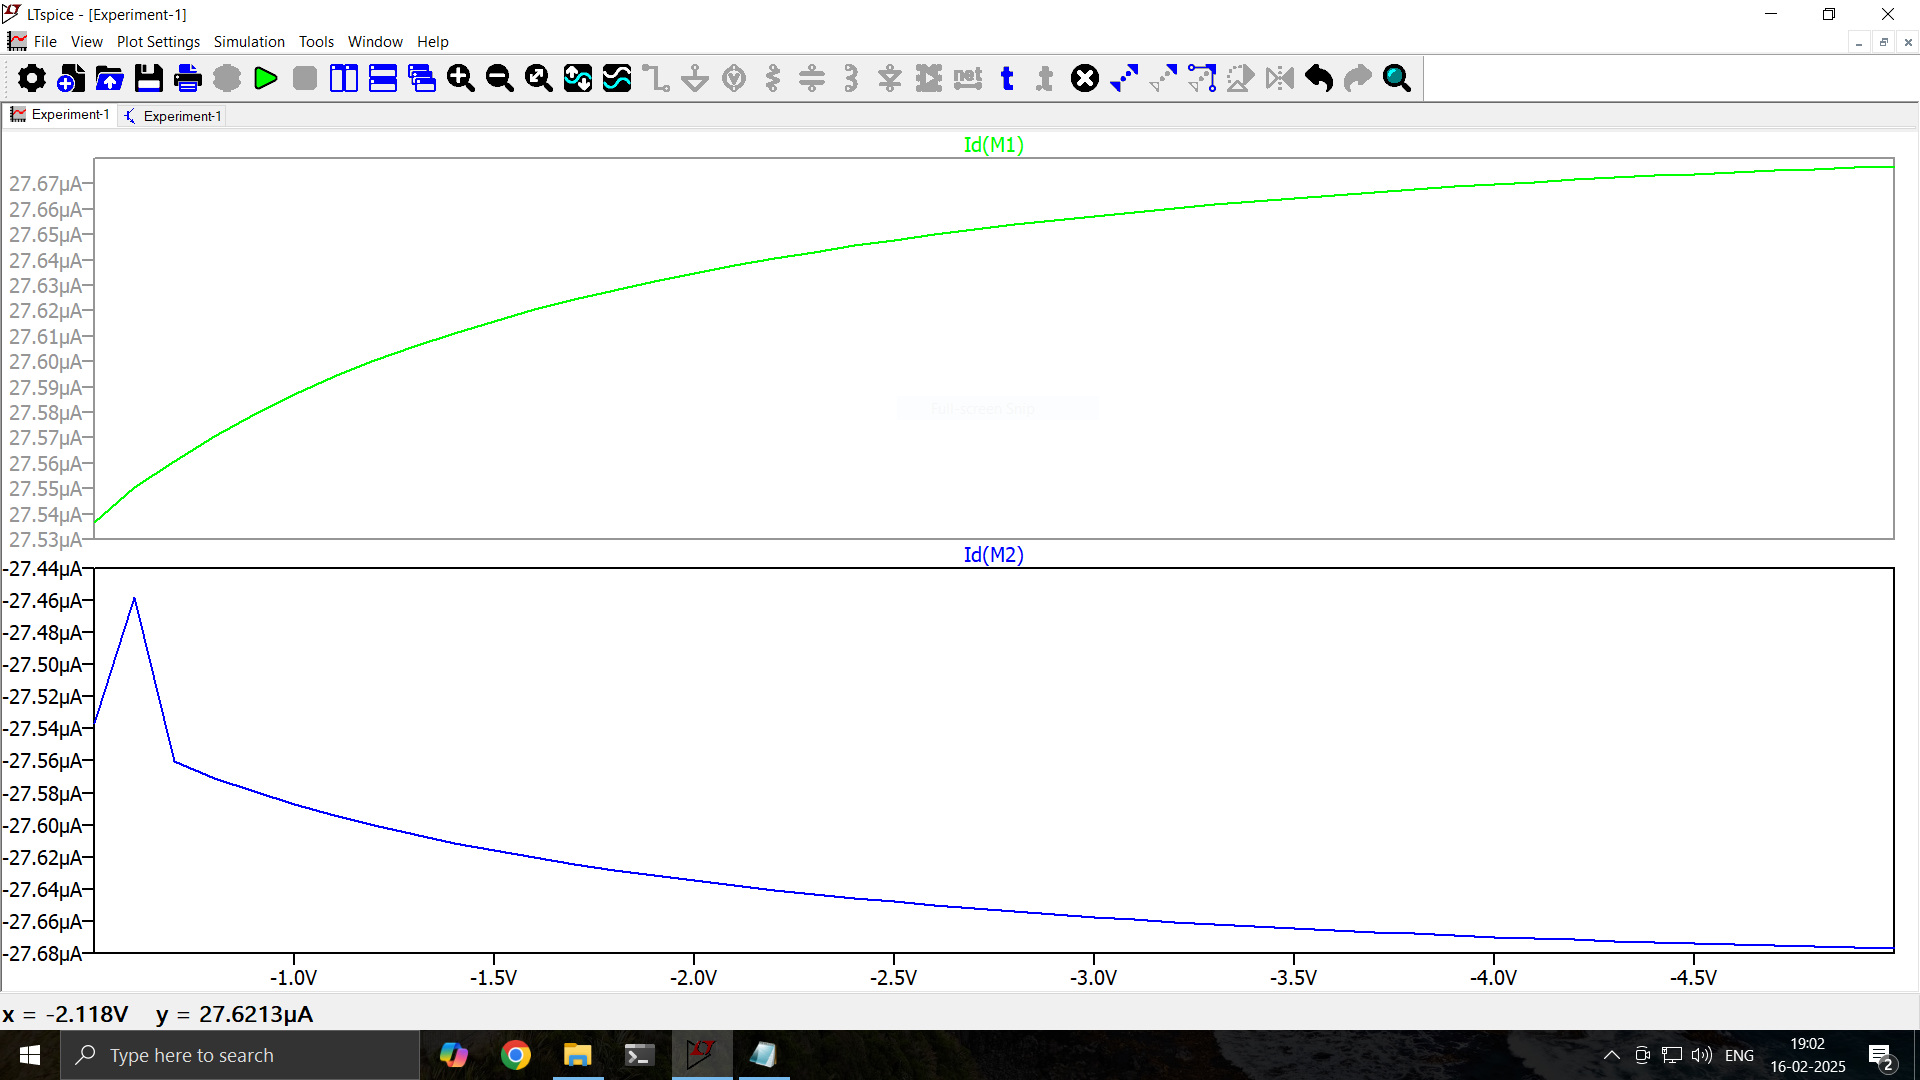 LTspice - [Experiment-1]
File View Plot Settings Simulation Tools Window Help
net t .t
Experiment-1 Experiment-1
Id(M1)
27.67µA
27.66µA
27.65µA
27.64µA
27.63µA
27.62µA
27.61µA
27.60µA
27.59µA
27.58µA
Full-screen Snip
27.57µA
27.56µA
27.55µA
27.54µA
27.53µA
Id(M2)
-27.44µA
-27.46µA
-27.48µA
-27.50µA
-27.52µA
-27.54µA
-27.56µA
-27.58µA
-27.60µA
-27.62µA
-27.64µA
-27.66µA
-27.68µA
-1.0V -1.5V -2.0V -2.5V -3.0V -3.5V -4.0V -4.5V
x = -2.118V y = 27.6213µA
Type here to search
ENG
19:02
16-02-2025
2